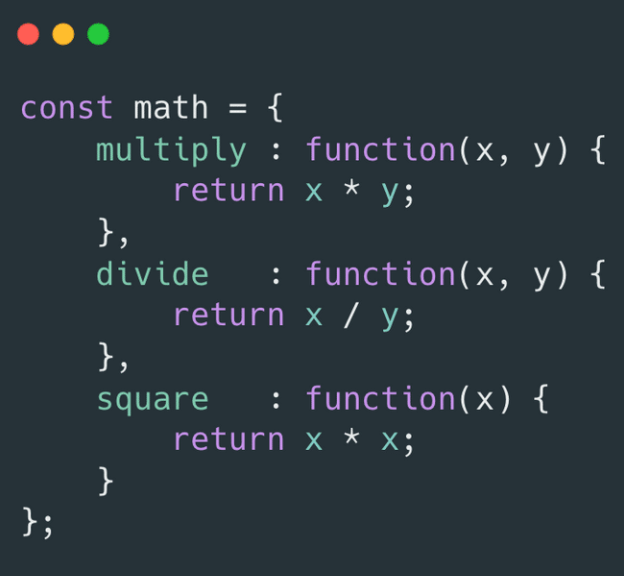 const math = {
    multiply : function(x, y) {
        return x * y;
    },
    divide   : function(x, y) {
        return x / y;
    },
    square   : function(x) {
        return x * x;
    }
};